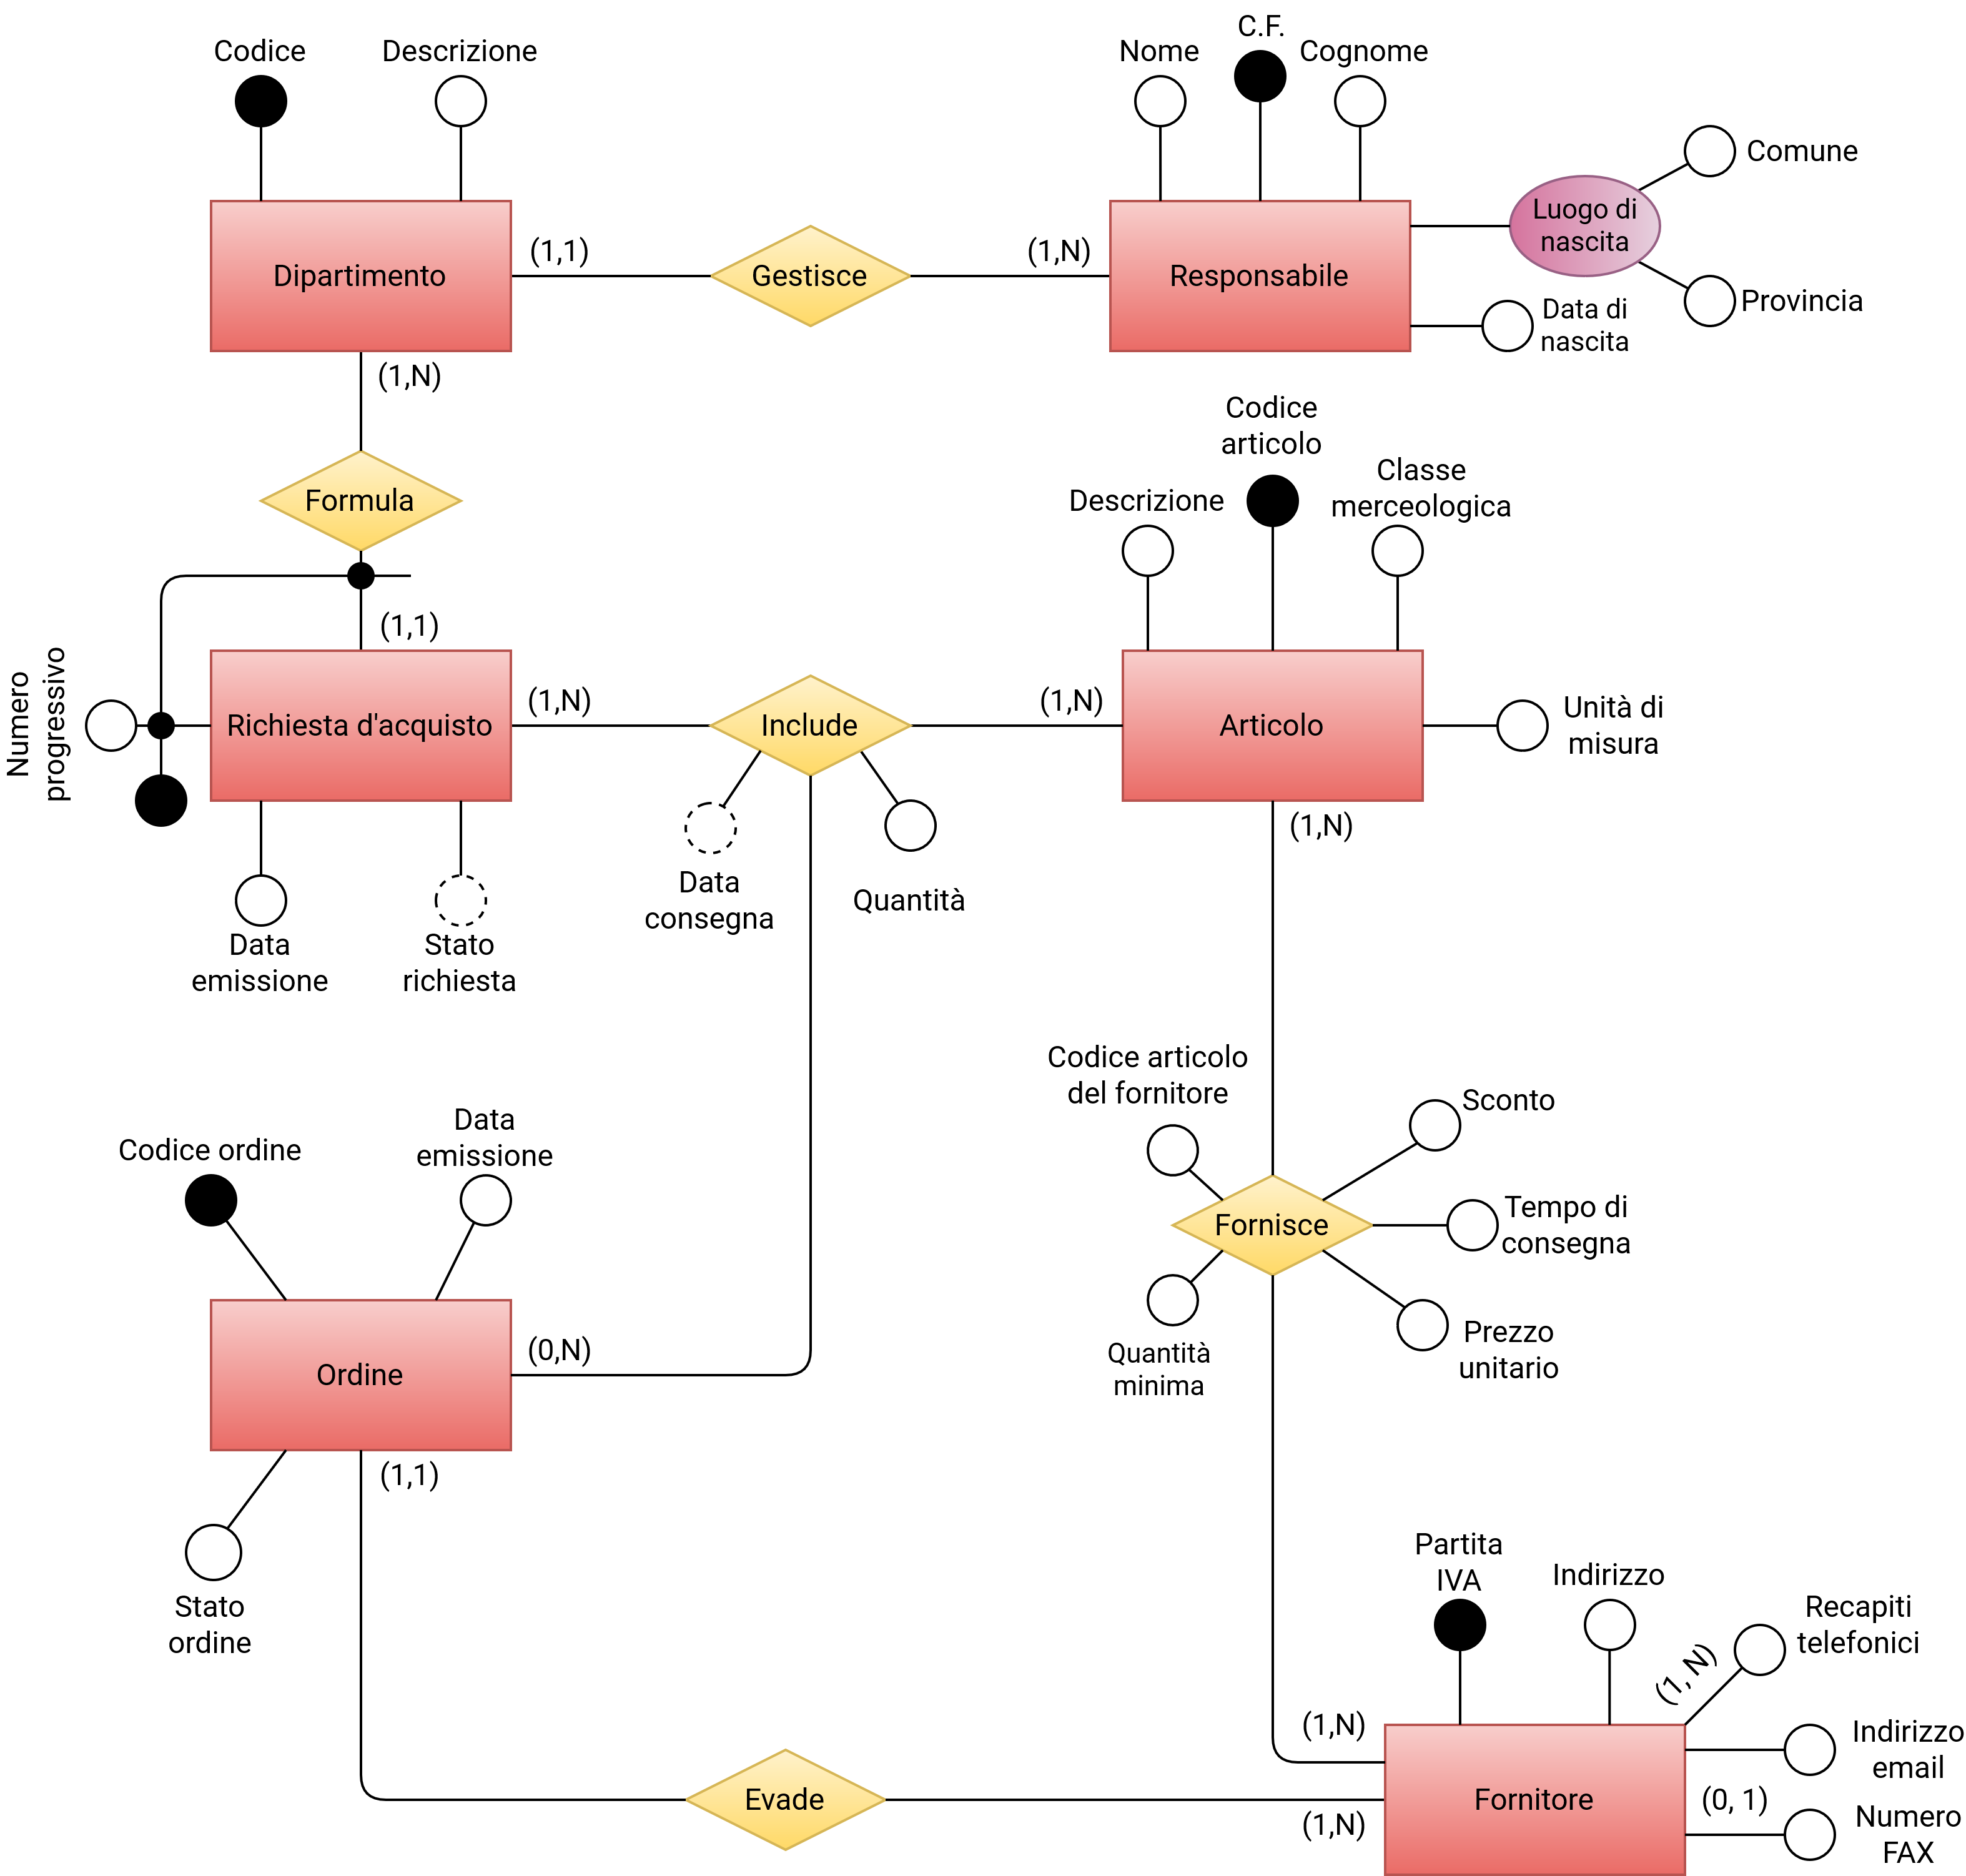 C.F.
Codice
Descrizione
Nome
Cognome
Comune
Luogo di
nascita
Dipartimento
(1,1)
Gestisce
(1,N)
Responsabile
Provincia
Data di
nascita
(1,N)
Codice
articolo
Classe
merceologica
Formula
Descrizione
(1,1)
Numero
progressivo
Richiesta d'acquisto
(1,N)
Include
(1,N)
Articolo
Unità di
misura
(1,N)
Data
consegna
Quantità
Data
emissione
Stato
richiesta
Codice articolo
del fornitore
Sconto
Codice ordine
Data
emissione
Fornisce
Tempo di
consegna
Quantità
minima
Prezzo
unitario
Ordine
(0,N)
(1,1)
Stato
ordine
Partita
IVA
Indirizzo
Recapiti
telefonici
(1, N)
(1,N)
Indirizzo
email
Evade
(1,N)
Fornitore
(0, 1)
Numero
FAX